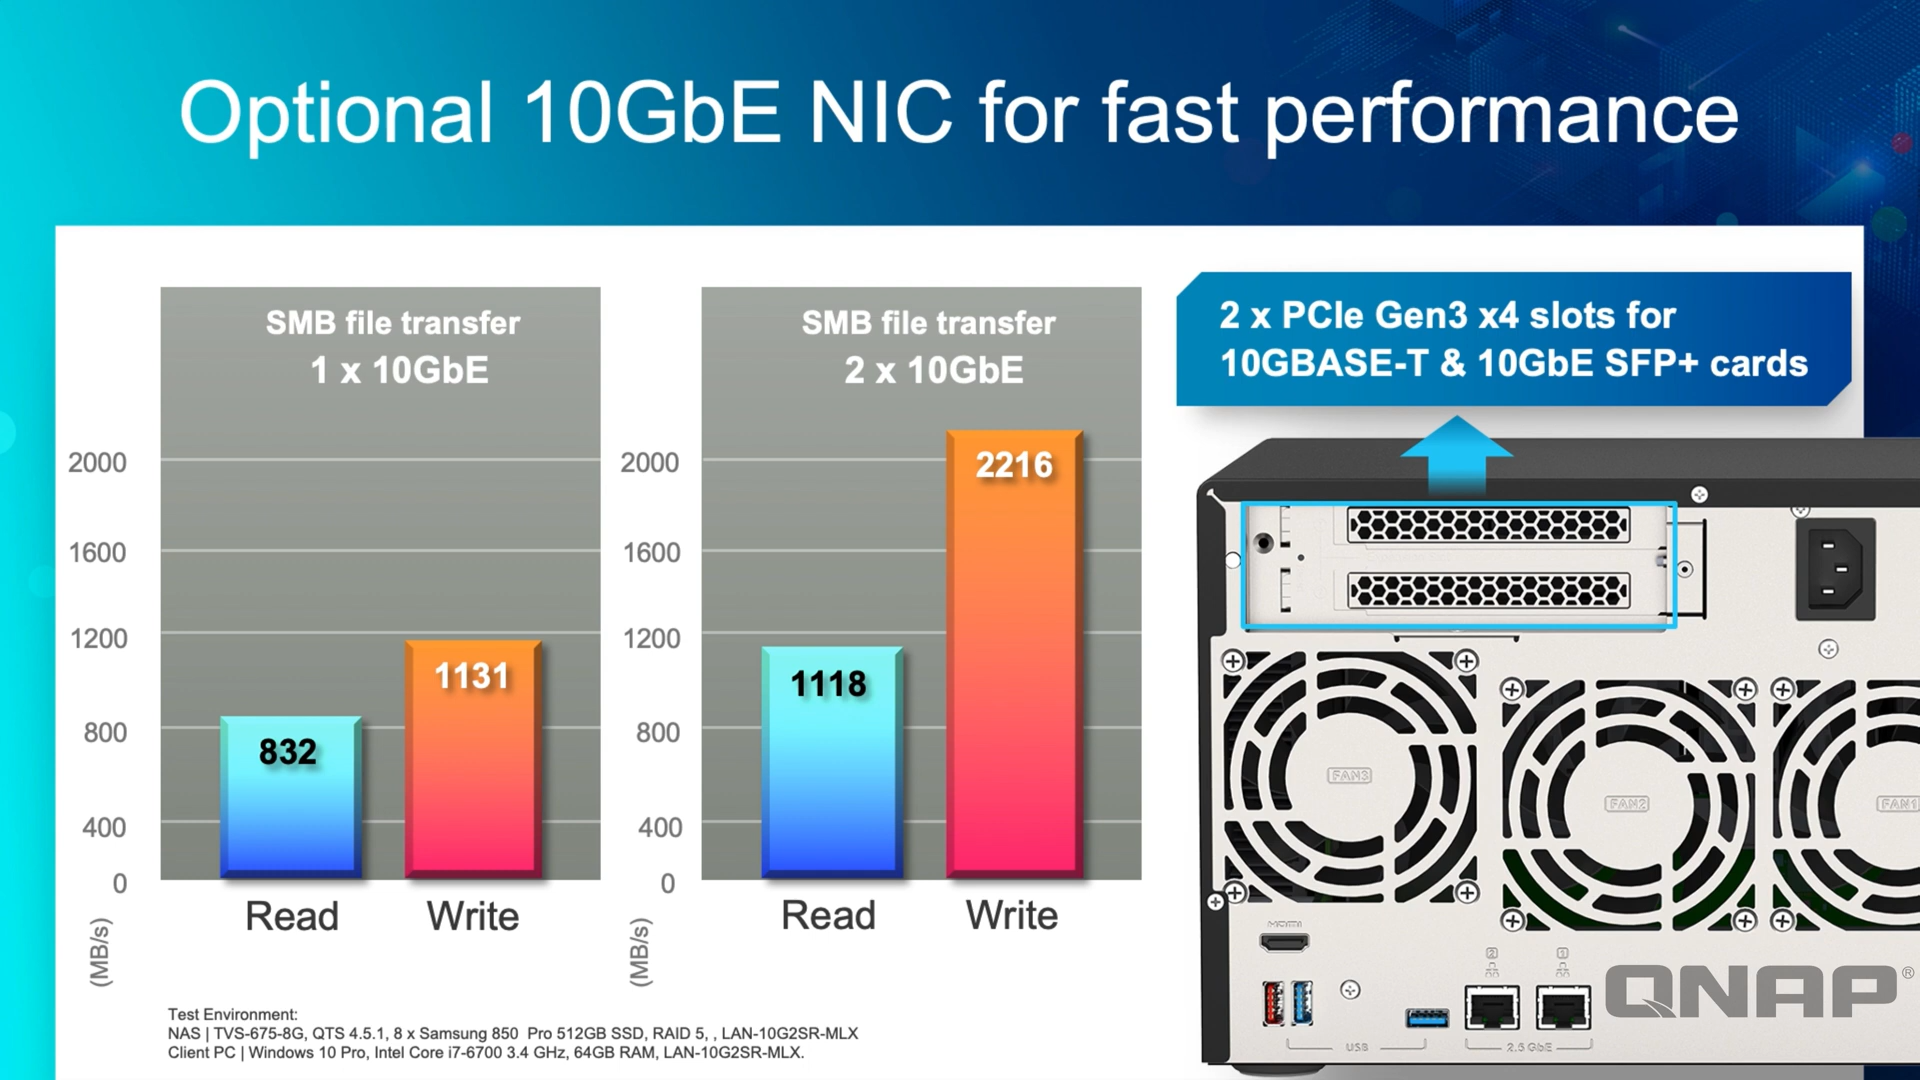 Optional 10GbE NIC for fast performance
SMB file transfer
1 x 10GbE
2000
1600
1200
800
400
0
(MB/s)
832
1131
Read
Write
SMB file transfer
2 x 10GbE
2000
1600
1200
800
400
0
(MB/s)
1118
2216
Read
Write
2 x PCIe Gen3 x4 slots for
10GBASE-T & 10GbE SFP+ cards
FAN3
FAN2
FAN1
HDMI
2
1
USB
2.5 GbE
QNAP®
Test Environment:
NAS | TVS-675-8G, QTS 4.5.1, 8 x Samsung 850 Pro 512GB SSD, RAID 5, , LAN-10G2SR-MLX
Client PC | Windows 10 Pro, Intel Core i7-6700 3.4 GHz, 64GB RAM, LAN-10G2SR-MLX.